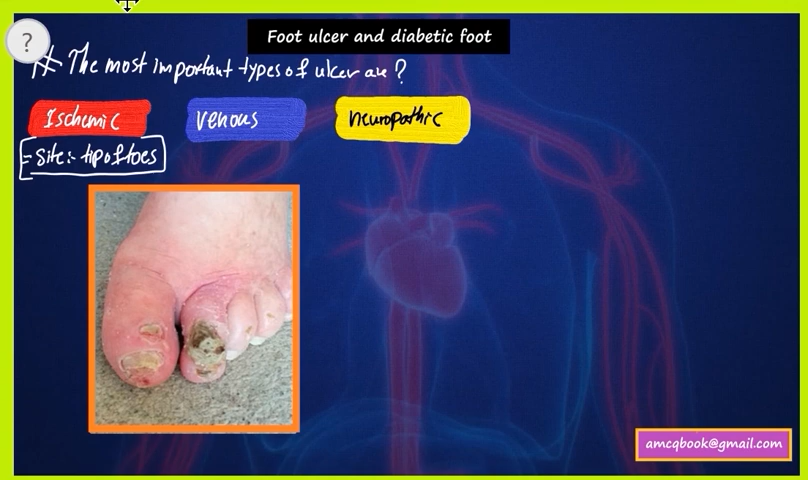 Foot ulcer and diabetic foot
?
# The most important types of ulcer are ?
Ischemic
venous
neuropathic
= Site:- tip of toes
amcqbook@gmail.com